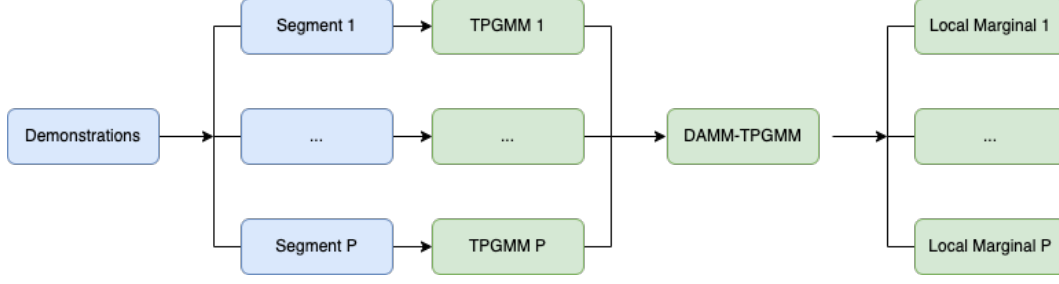 Segment 1
TPGMM 1
Local Marginal 1
Demonstrations
...
...
DAMM-TPGMM
...
Segment P
TPGMM P
Local Marginal P